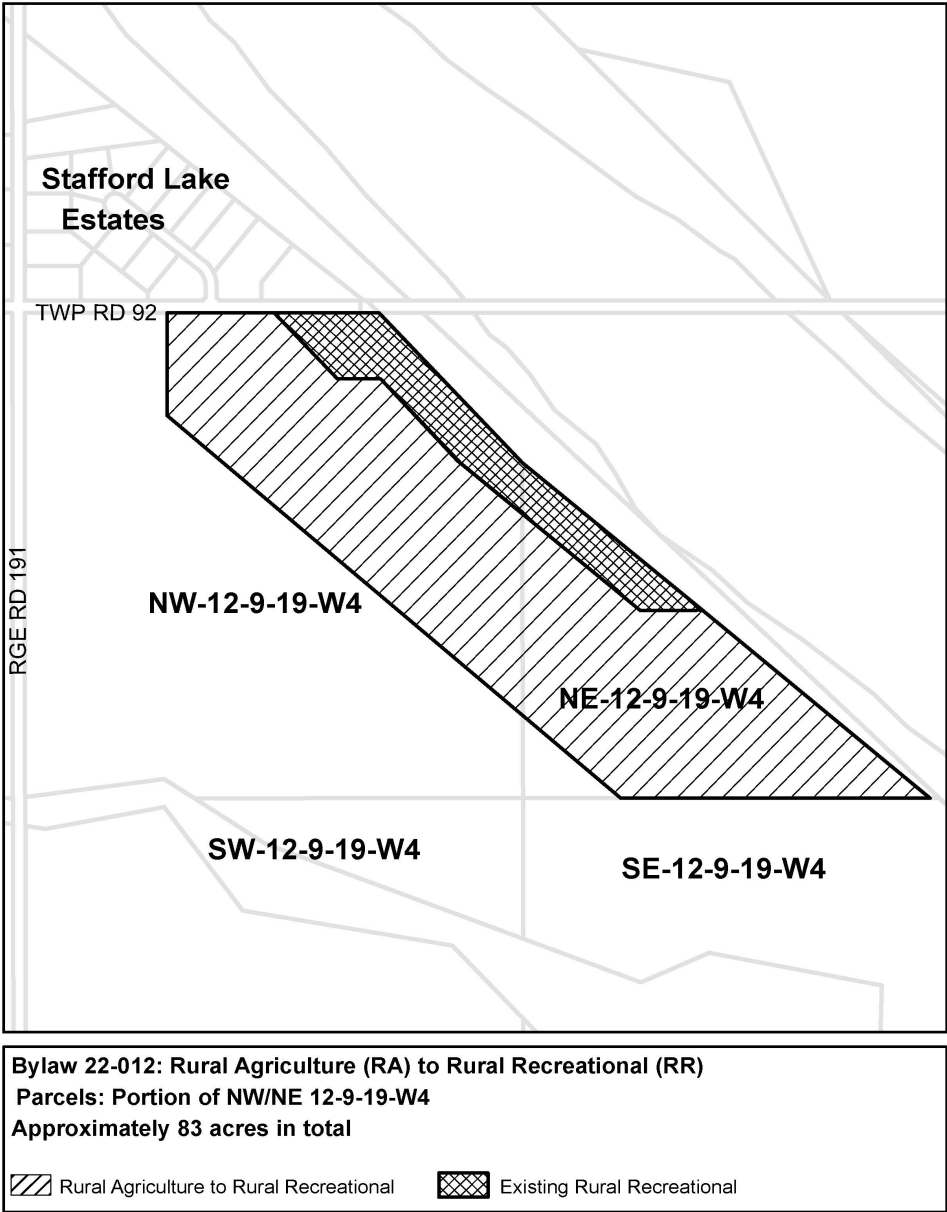 Stafford Lake
Estates
TWP RD 92
RGE RD 191
NW-12-9-19-W4
NE-12-9-19-W4
SW-12-9-19-W4
SE-12-9-19-W4
Bylaw 22-012: Rural Agriculture (RA) to Rural Recreational (RR)
Parcels: Portion of NW/NE 12-9-19-W4
Approximately 83 acres in total
Rural Agriculture to Rural Recreational
Existing Rural Recreational